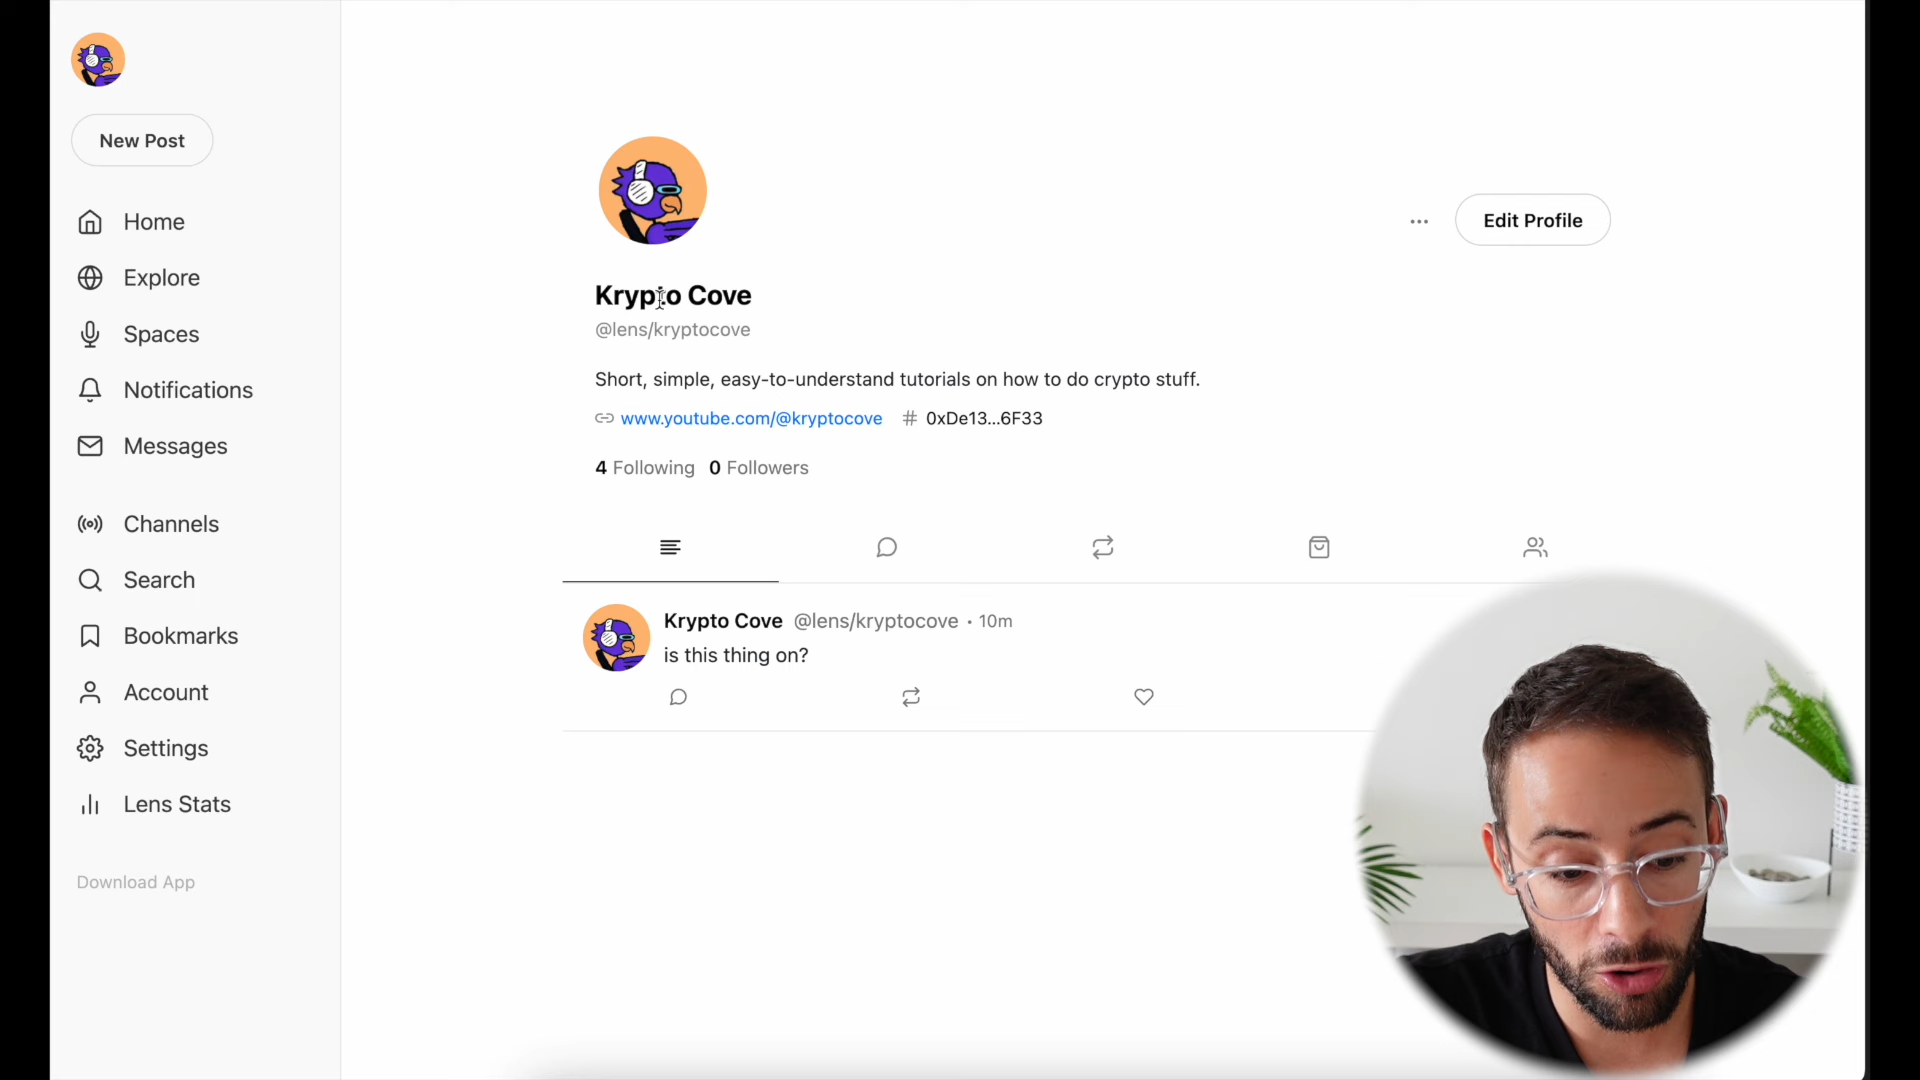 New Post
Home
Explore
Spaces
Notifications
Messages
Channels
Search
Bookmarks
Account
Settings
Lens Stats
Download App
Edit Profile
Krypto Cove
@lens/kryptocove
Short, simple, easy-to-understand tutorials on how to do crypto stuff.
www.youtube.com/@kryptocove # 0xDe13...6F33
4 Following 0 Followers
Krypto Cove @lens/kryptocove · 10m
is this thing on?